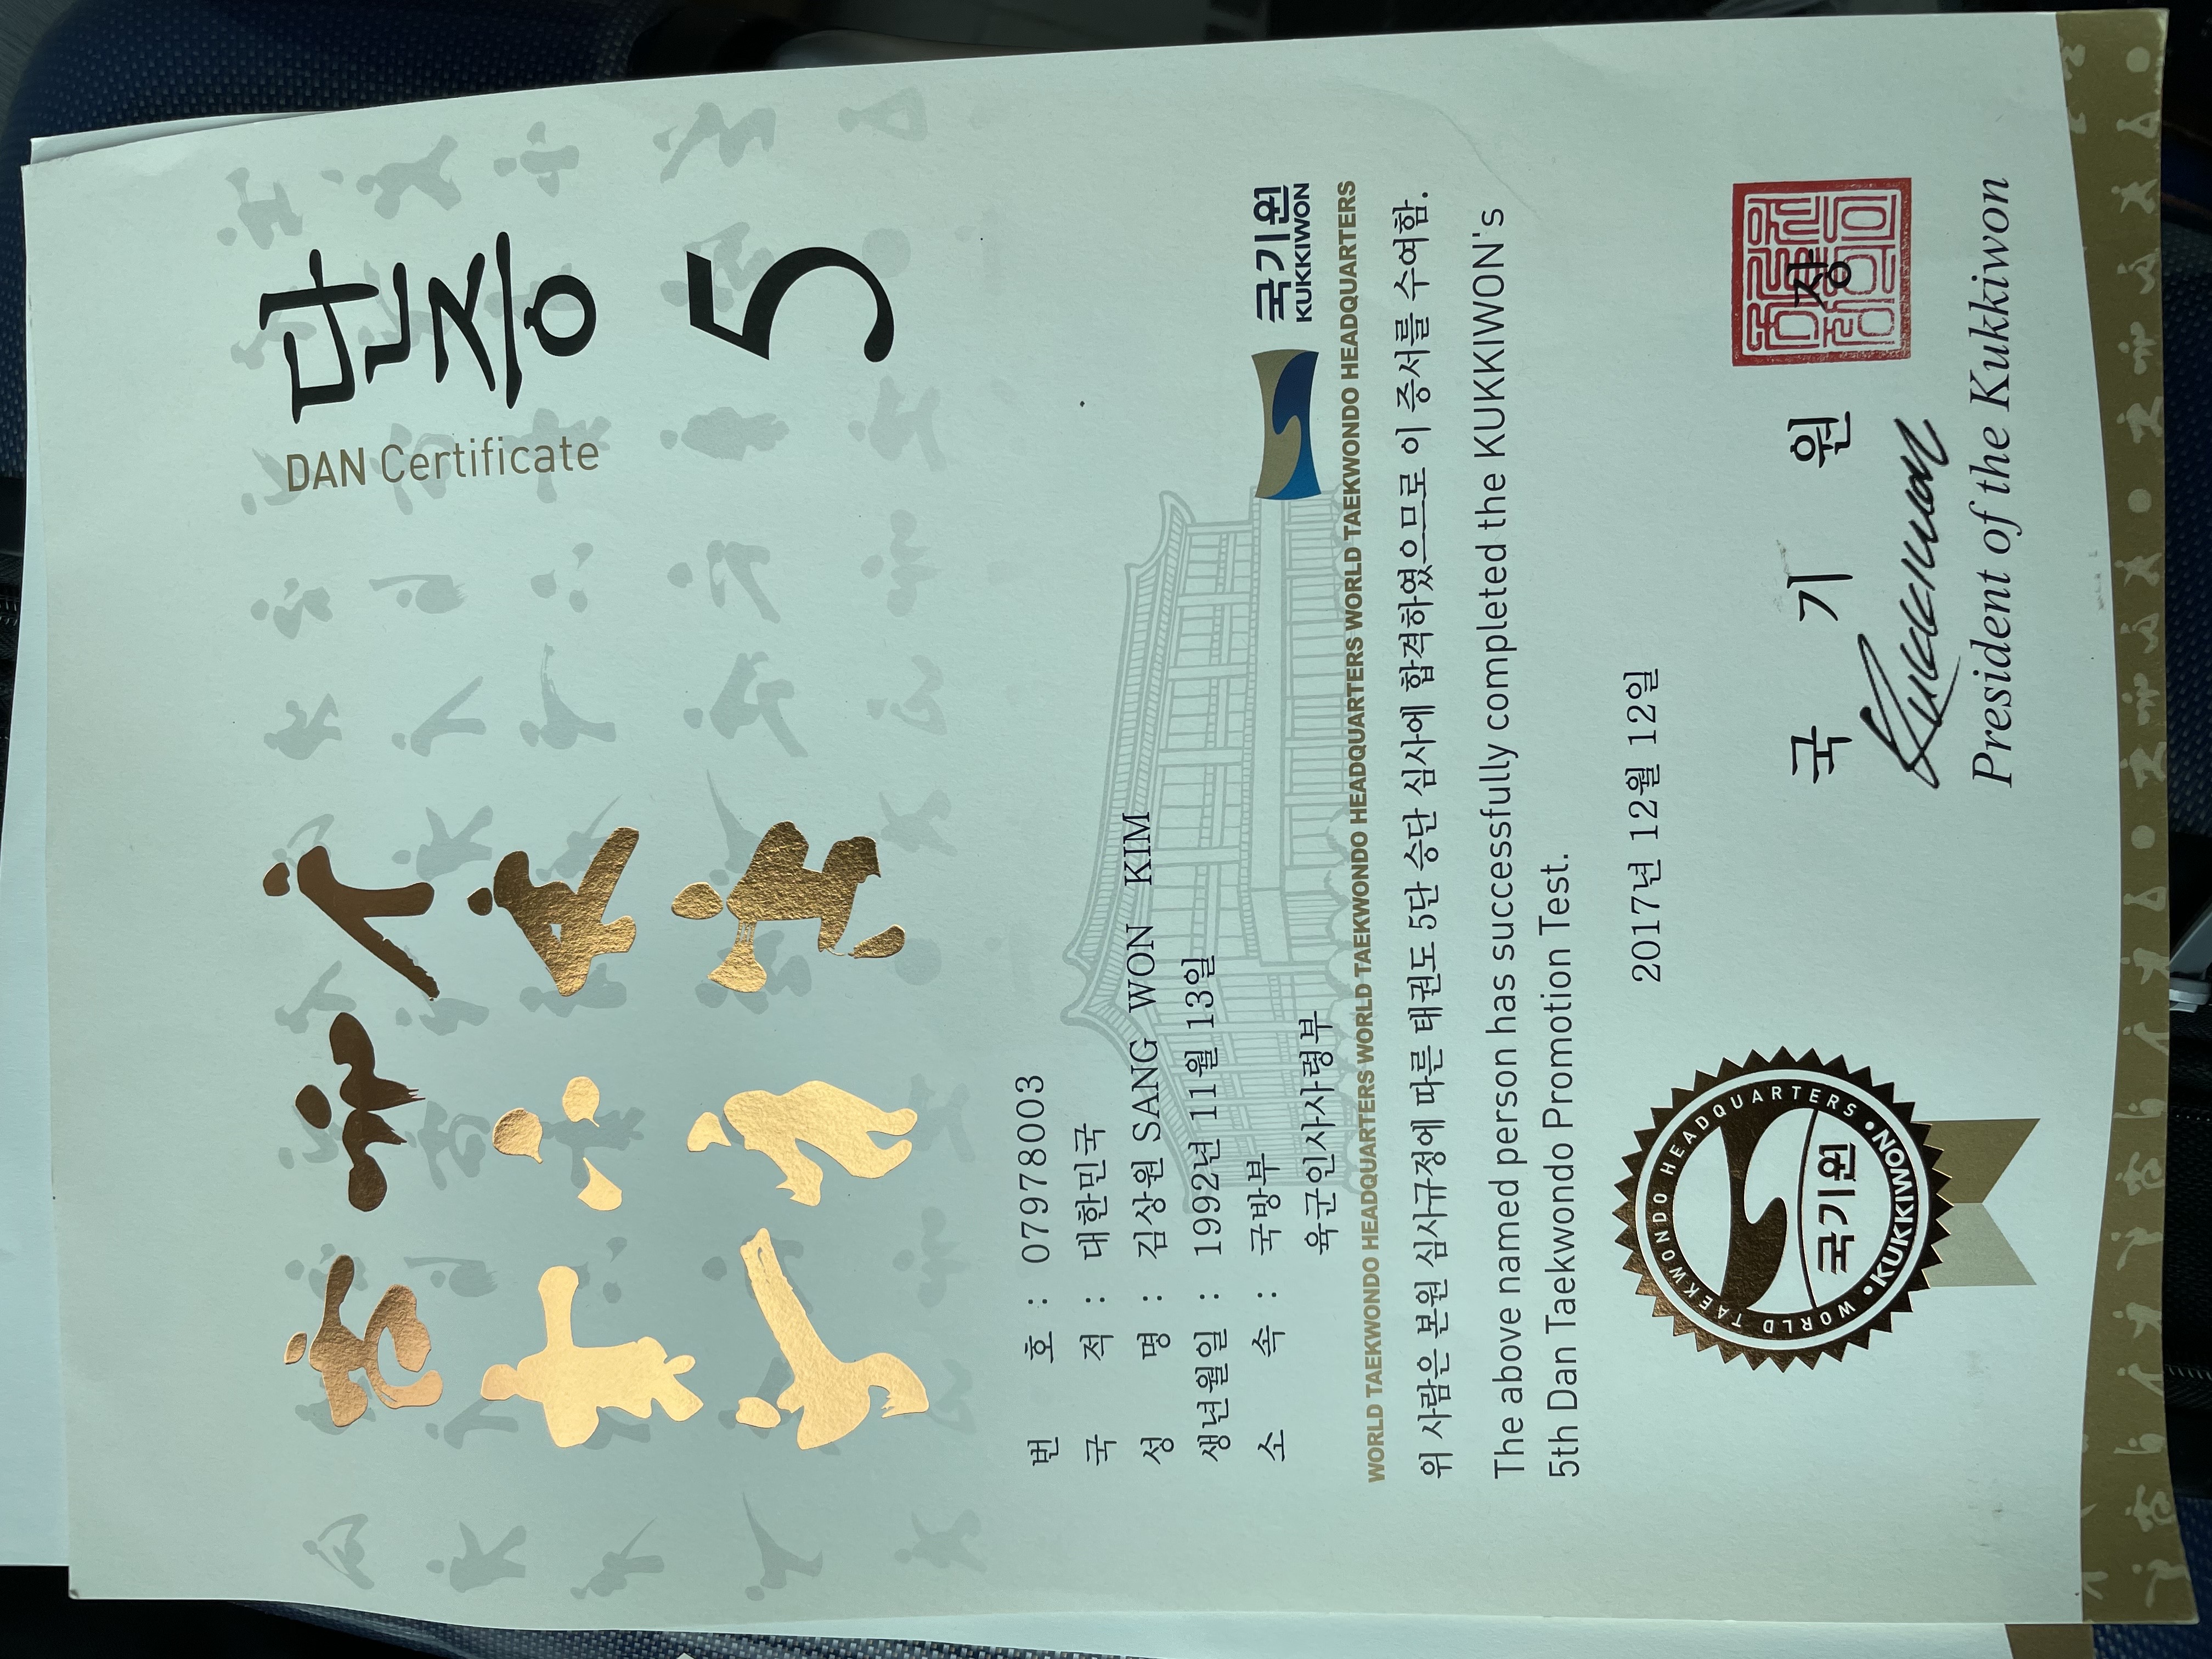 단증
DAN Certificate
5
번 호 : 07978003
국 적 : 대한민국
성 명 : 김상원 SANG WON KIM
생년월일 : 1992년 11월 13일
소 속 : 국방부
육군인사사령부
국기원
KUKKIWON
WORLD TAEKWONDO HEADQUARTERS WORLD TAEKWONDO HEADQUARTERS WORLD TAEKWONDO HEADQUARTERS WORLD TAEKWONDO HEADQUARTERS
위 사람은 본원 심사규정에 따른 태권도 5단 승단 심사에 합격하였으므로 이 증서를 수여함.
The above named person has successfully completed the KUKKIWON's
5th Dan Taekwondo Promotion Test.
2017년 12월 12일
WORLD TAEKWONDO HEADQUARTERS • KUKKIWON •
국기원
국 기 원 장
President of the Kukkiwon